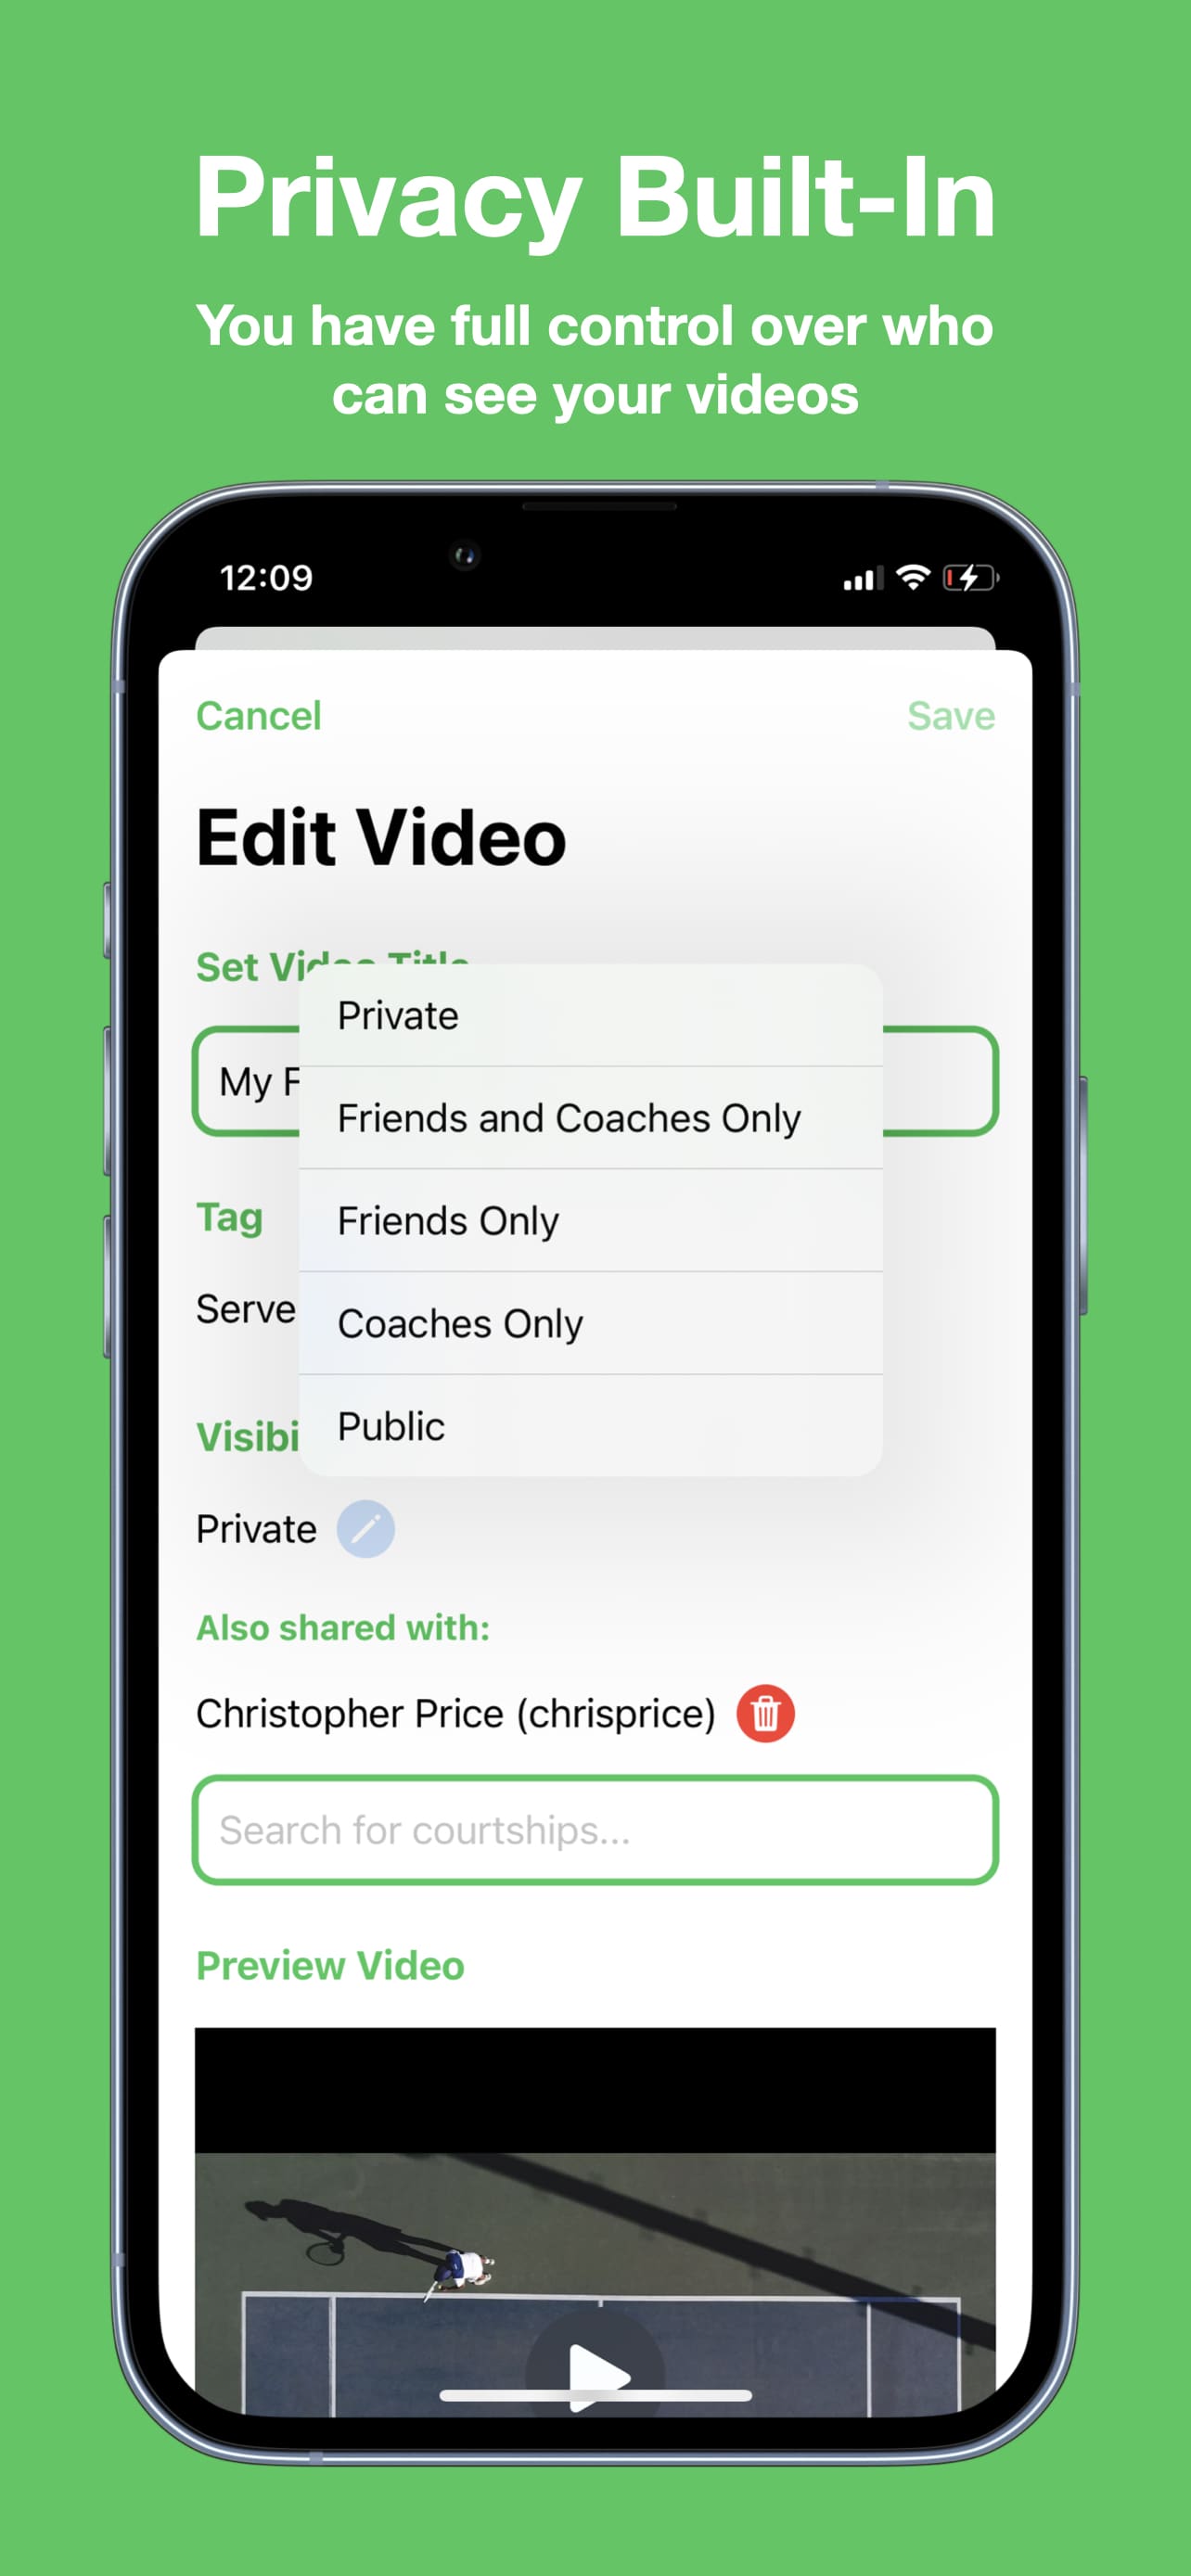 Privacy Built-In
You have full control over who
can see your videos
12:09
Cancel
Save
Edit Video
Set Video Title
My F
Private
Friends and Coaches Only
Tag
Friends Only
Serve
Coaches Only
Visibi
Public
Private
Also shared with:
Christopher Price (chrisprice)
Search for courtships...
Preview Video